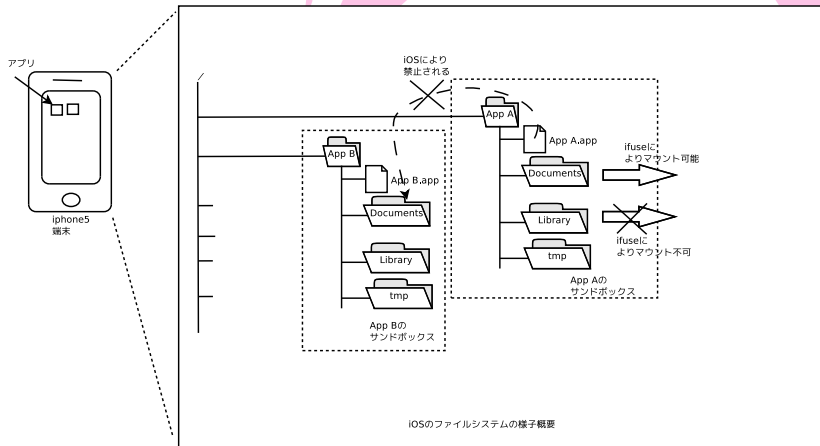 アプリ
iphone5
端末
/
iOSにより
禁止される
App A
App A.app
Documents
Library
tmp
App Aの
サンドボックス
ifuseに
よりマウント可能
ifuseに
よりマウント不可
App B
App B.app
Documents
Library
tmp
App Bの
サンドボックス
iOSのファイルシステムの様子概要